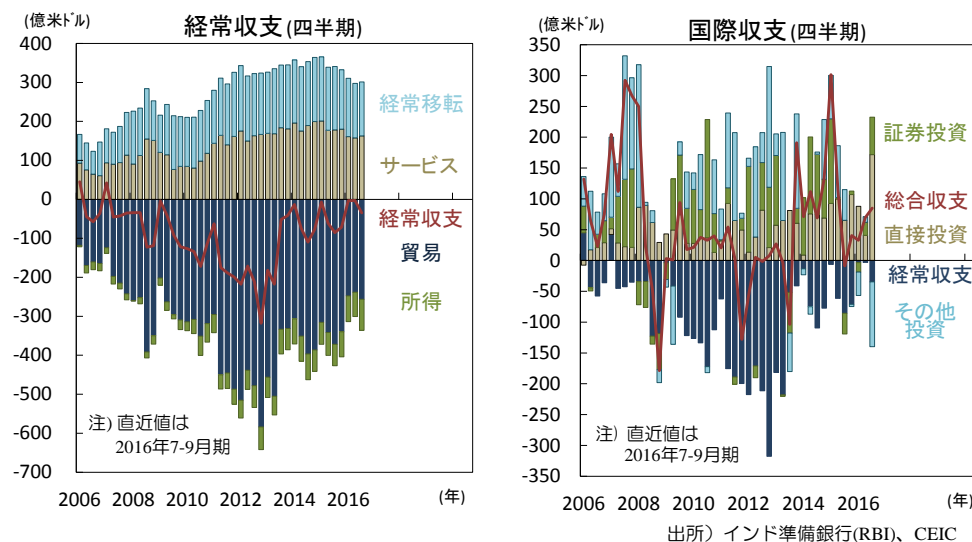 (億米ﾄﾞﾙ)
経常収支(四半期)
400
300
200
100
0
-100
-200
-300
-400
-500
-600
-700
経常移転
サービス
経常収支
貿易
所得
注) 直近値は
2016年7-9月期
2006
2008
2010
2012
2014
2016
(年)
(億米ﾄﾞﾙ)
国際収支(四半期)
350
300
250
200
150
100
50
0
-50
-100
-150
-200
-250
-300
-350
証券投資
総合収支
直接投資
経常収支
その他
投資
注) 直近値は
2016年7-9月期
2006
2008
2010
2012
2014
2016
(年)
出所）インド準備銀行(RBI)、CEIC